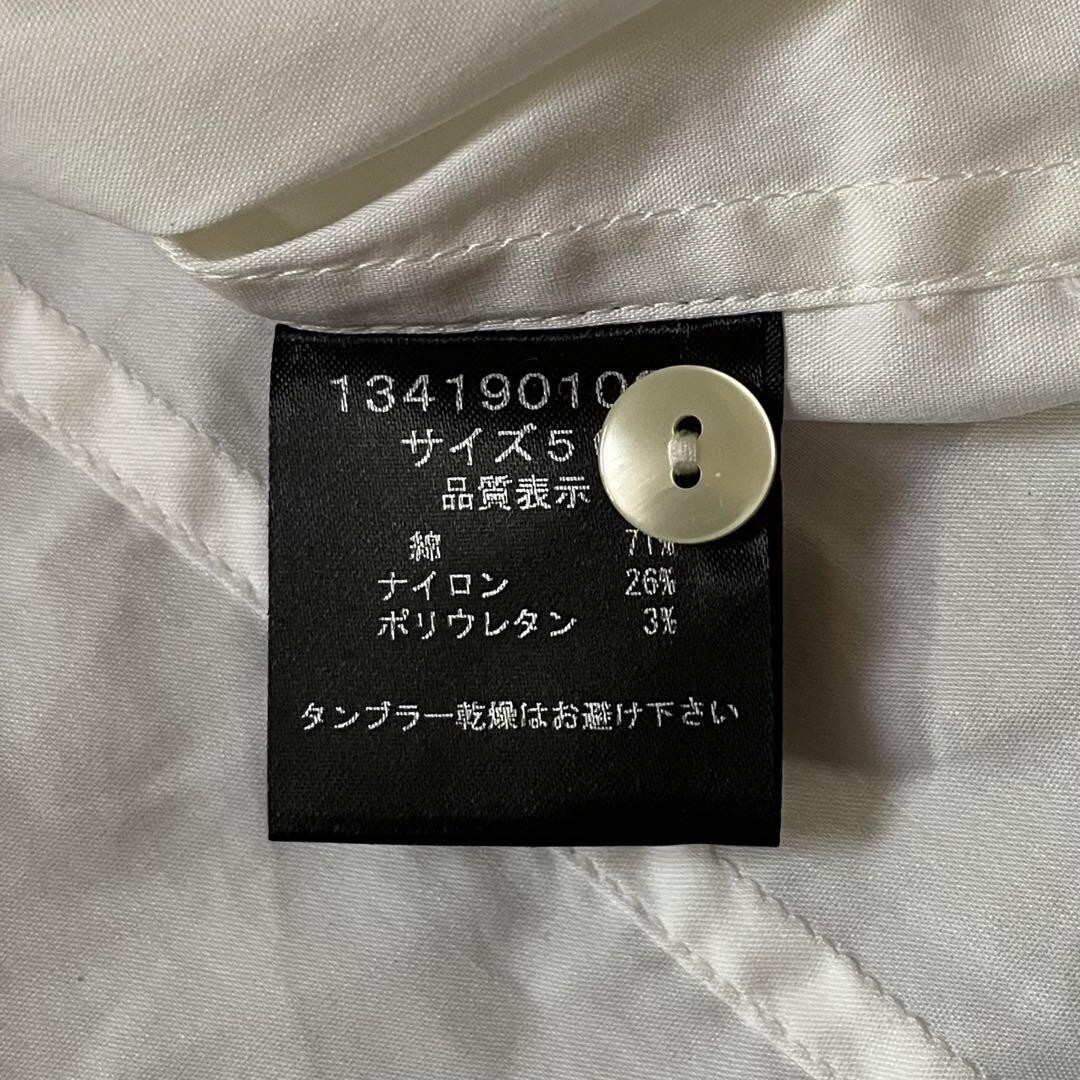 134190100
サイズ5
品質表示
綿 71%
ナイロン 26%
ポリウレタン 3%
タンブラー乾燥はお避け下さい